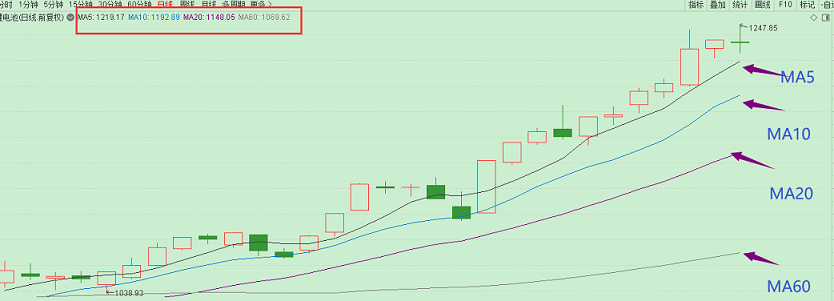 分时 1分钟 5分钟 15分钟 30分钟 60分钟 日线 周线 月线 多周期 更多> 指标 叠加 统计 画线 F10 标记
电池(日线.前复权) MA5: 1219.17 MA10: 1192.89 MA20: 1148.05 MA60: 1069.62
1247.85
MA5
MA10
MA20
MA60
1038.93